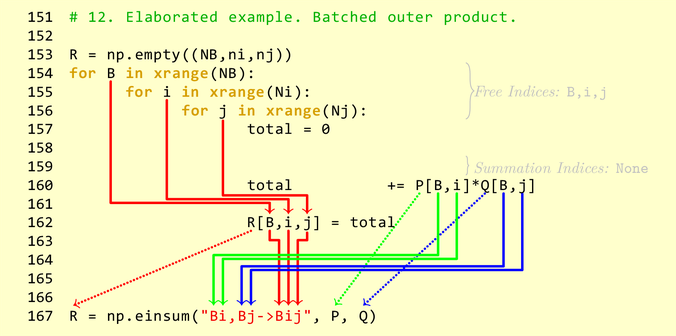 151 # 12. Elaborated example. Batched outer product.
152
153 R = np.empty((NB,ni,nj))
154 for B in xrange(NB):
155 for i in xrange(Ni): Free Indices: B,i,j
156 for j in xrange(Nj):
157 total = 0
158
159 Summation Indices: None
160 total += P[B,i]*Q[B,j]
161
162 R[B,i,j] = total
163
164
165
166
167 R = np.einsum("Bi,Bj->Bij", P, Q)